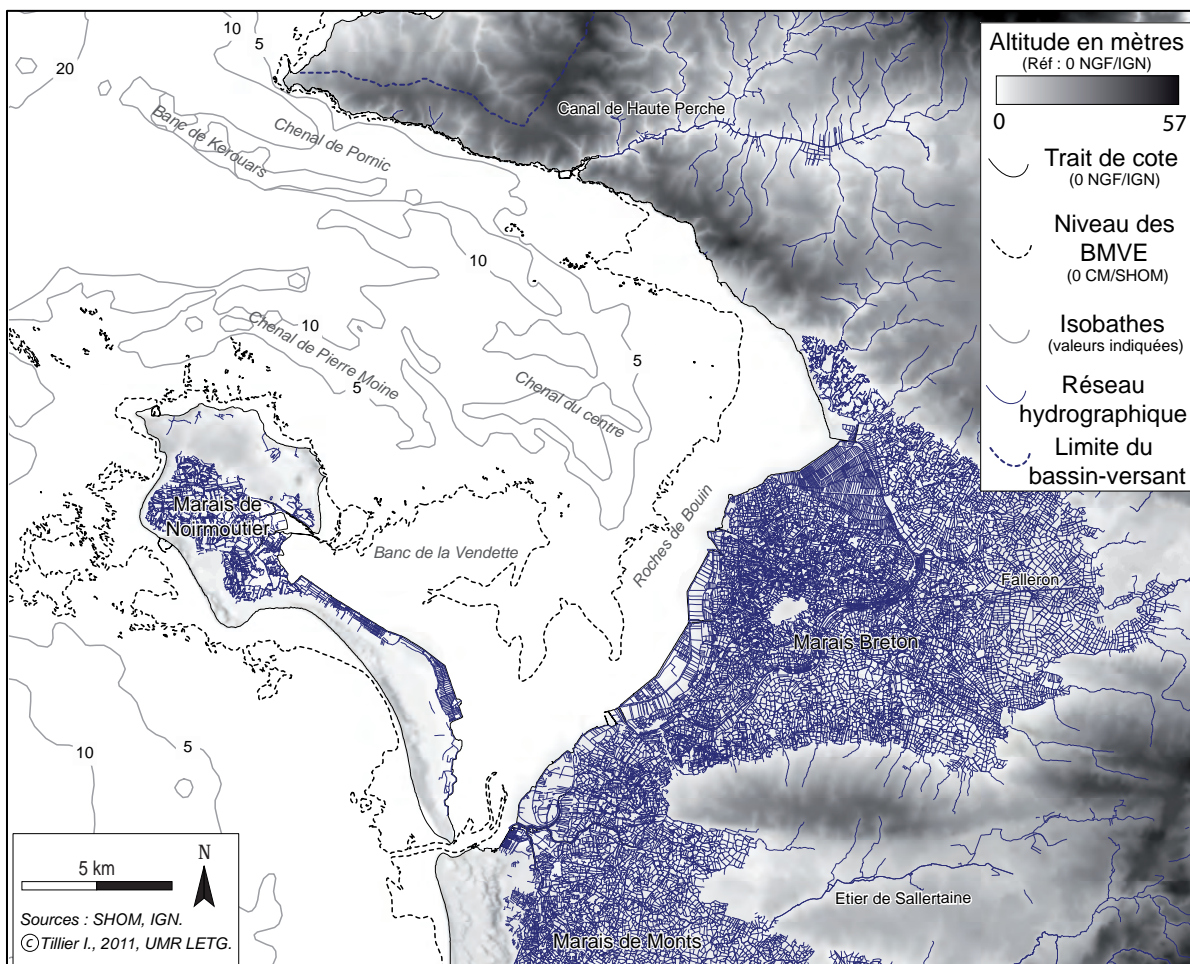 10
5
20
Banc de Kerouars
Chenal de Pornic
Canal de Haute Perche
10
Chenal de Pierre Moine
10
5
5
Chenal du centre
5
Marais de
Noirmoutier
Banc de la Vendette
Roches de Bouin
Falleron
Marais Breton
10
5
Etier de Sallertaine
Marais de Monts
Altitude en mètres
(Réf : 0 NGF/IGN)
0
57
Trait de cote
(0 NGF/IGN)
Niveau des
BMVE
(0 CM/SHOM)
Isobathes
(valeurs indiquées)
Réseau
hydrographique
Limite du
bassin-versant
5 km
N
Sources : SHOM, IGN.
©Tillier I., 2011, UMR LETG.